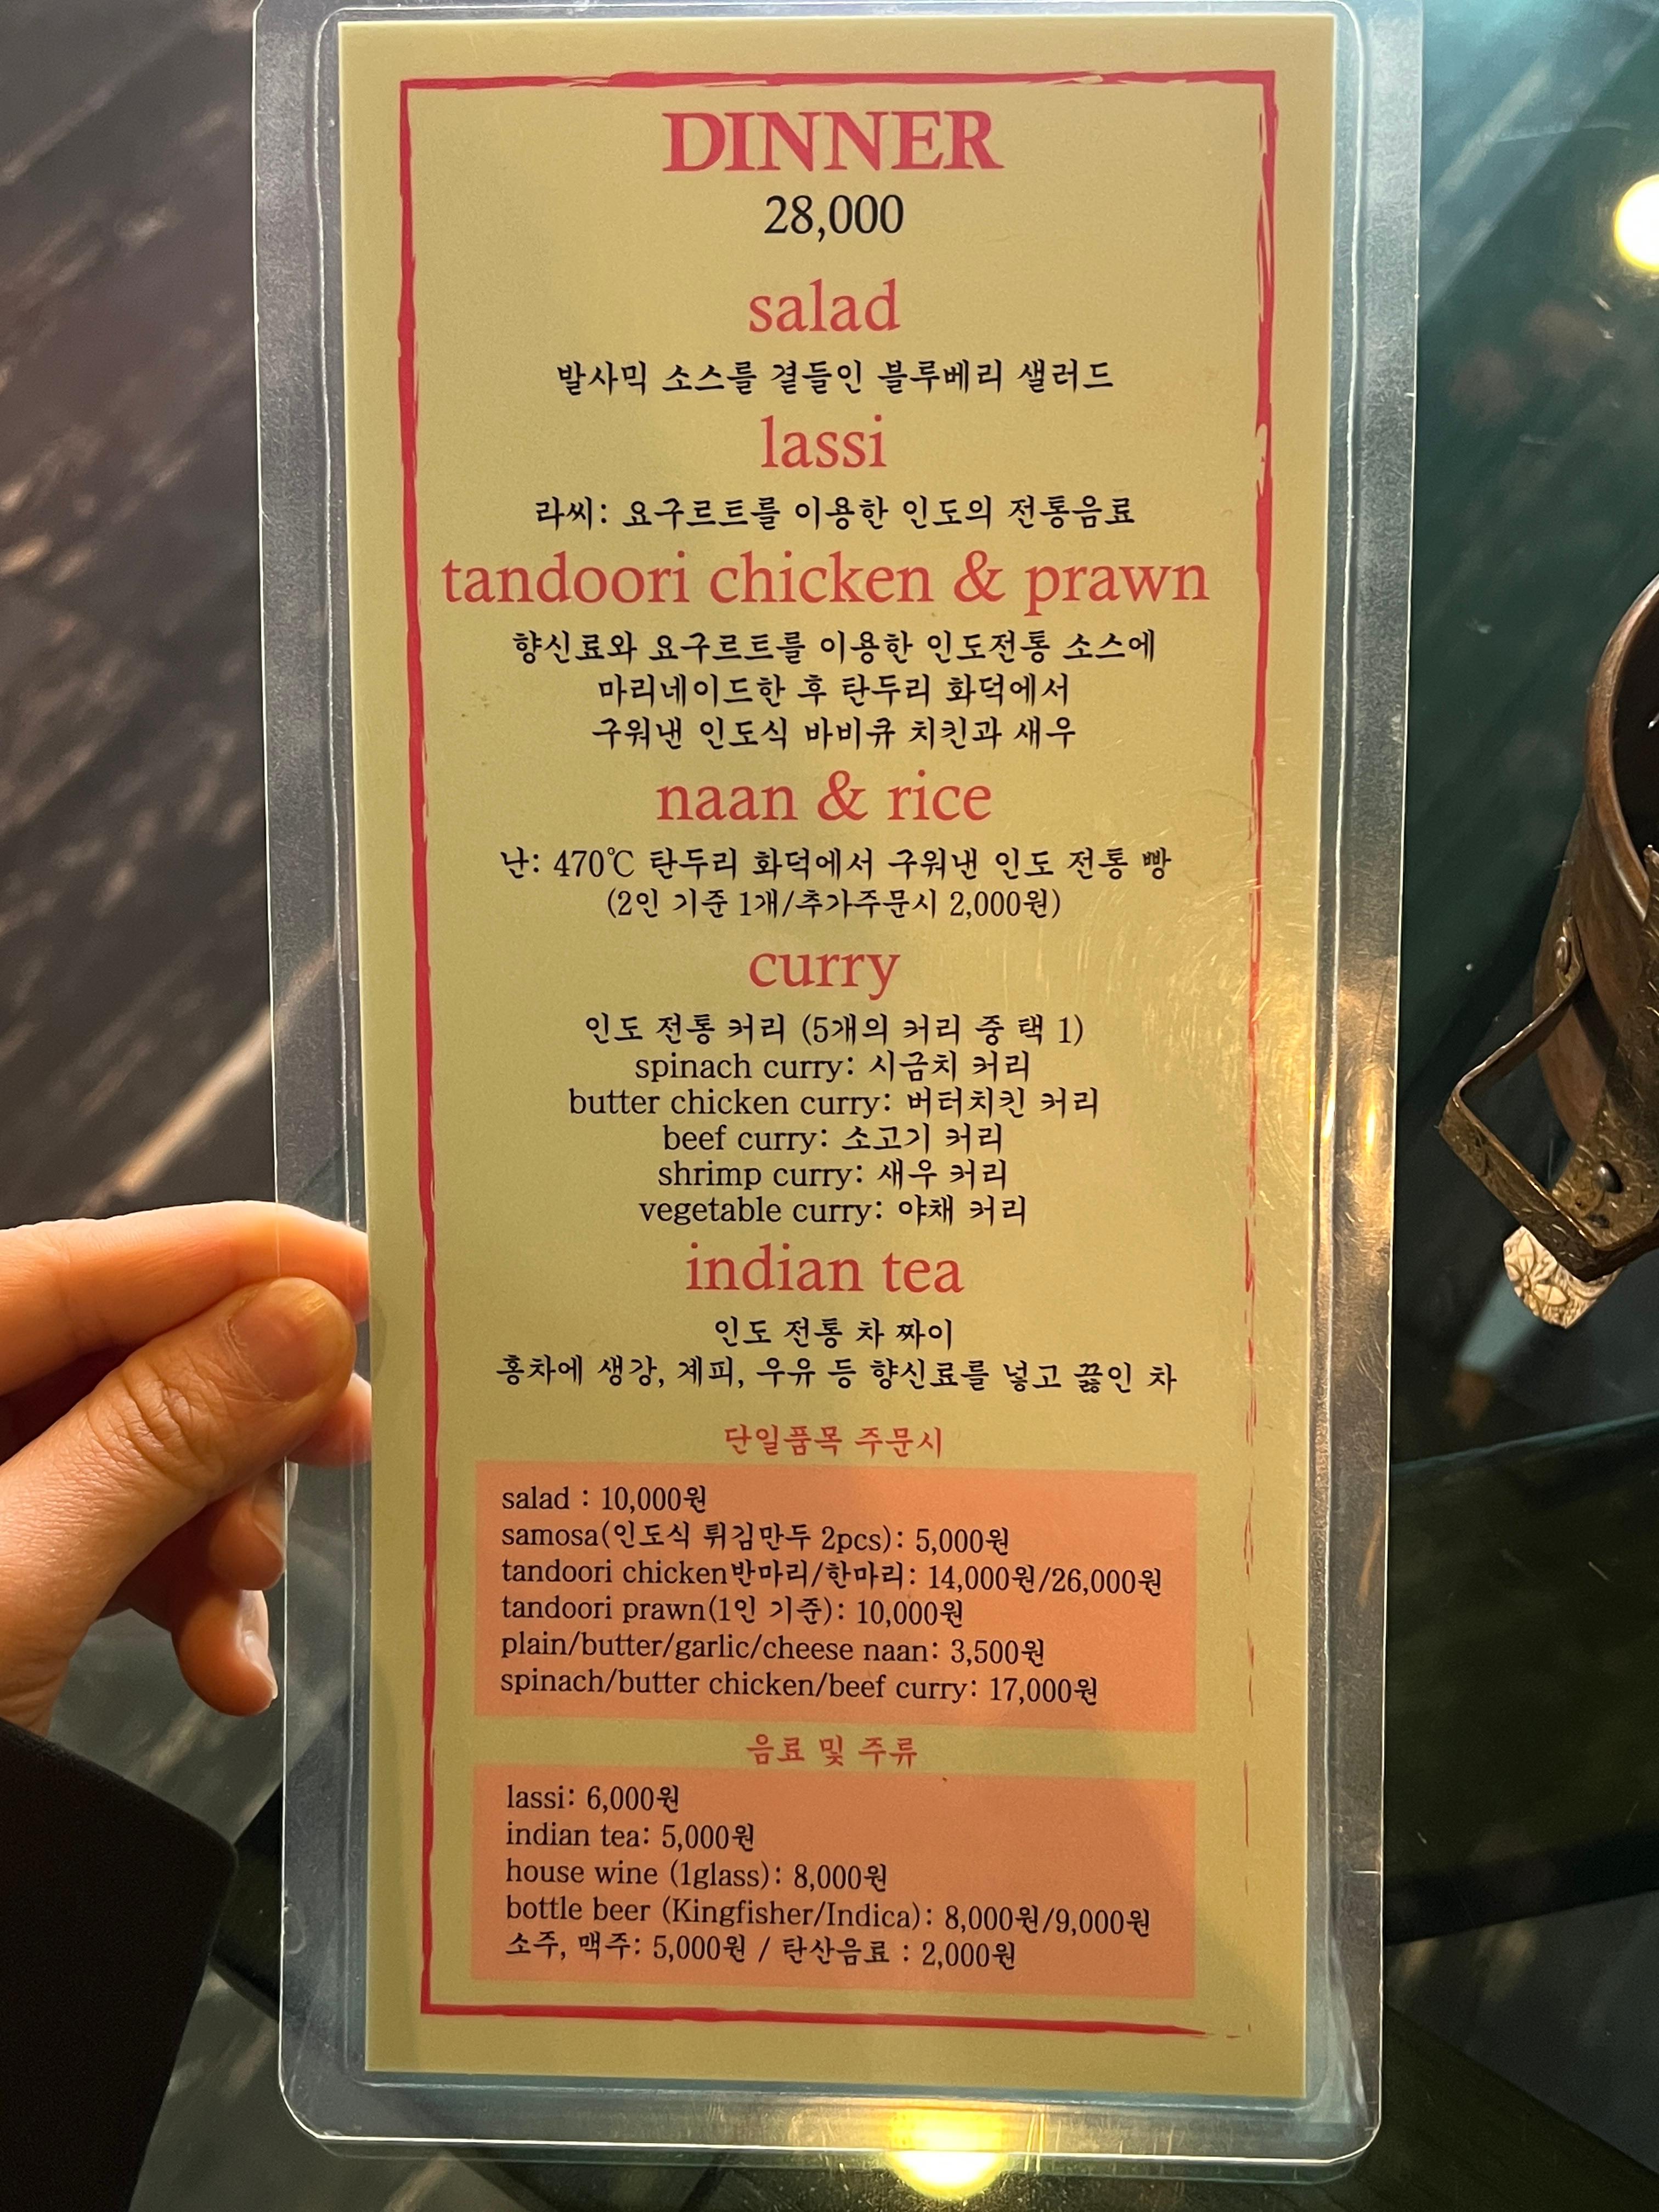 DINNER
28,000
salad
발사믹 소스를 곁들인 블루베리 샐러드
lassi
라씨: 요구르트를 이용한 인도의 전통음료
tandoori chicken & prawn
향신료와 요구르트를 이용한 인도전통 소스에
마리네이드한 후 탄두리 화덕에서
구워낸 인도식 바비큐 치킨과 새우
naan & rice
난: 470℃ 탄두리 화덕에서 구워낸 인도 전통 빵
(2인 기준 1개/추가주문시 2,000원)
curry
인도 전통 커리 (5개의 커리 중 택 1)
spinach curry: 시금치 커리
butter chicken curry: 버터치킨 커리
beef curry: 소고기 커리
shrimp curry: 새우 커리
vegetable curry: 야채 커리
indian tea
인도 전통 차 짜이
홍차에 생강, 계피, 우유 등 향신료를 넣고 끓인 차
단일품목 주문시
salad : 10,000원
samosa(인도식 튀김만두 2pcs): 5,000원
tandoori chicken반마리/한마리: 14,000원/26,000원
tandoori prawn(1인 기준): 10,000원
plain/butter/garlic/cheese naan: 3,500원
spinach/butter chicken/beef curry: 17,000원
음료 및 주류
lassi: 6,000원
indian tea: 5,000원
house wine (1glass): 8,000원
bottle beer (Kingfisher/Indica): 8,000원/9,000원
소주, 맥주: 5,000원 / 탄산음료 : 2,000원